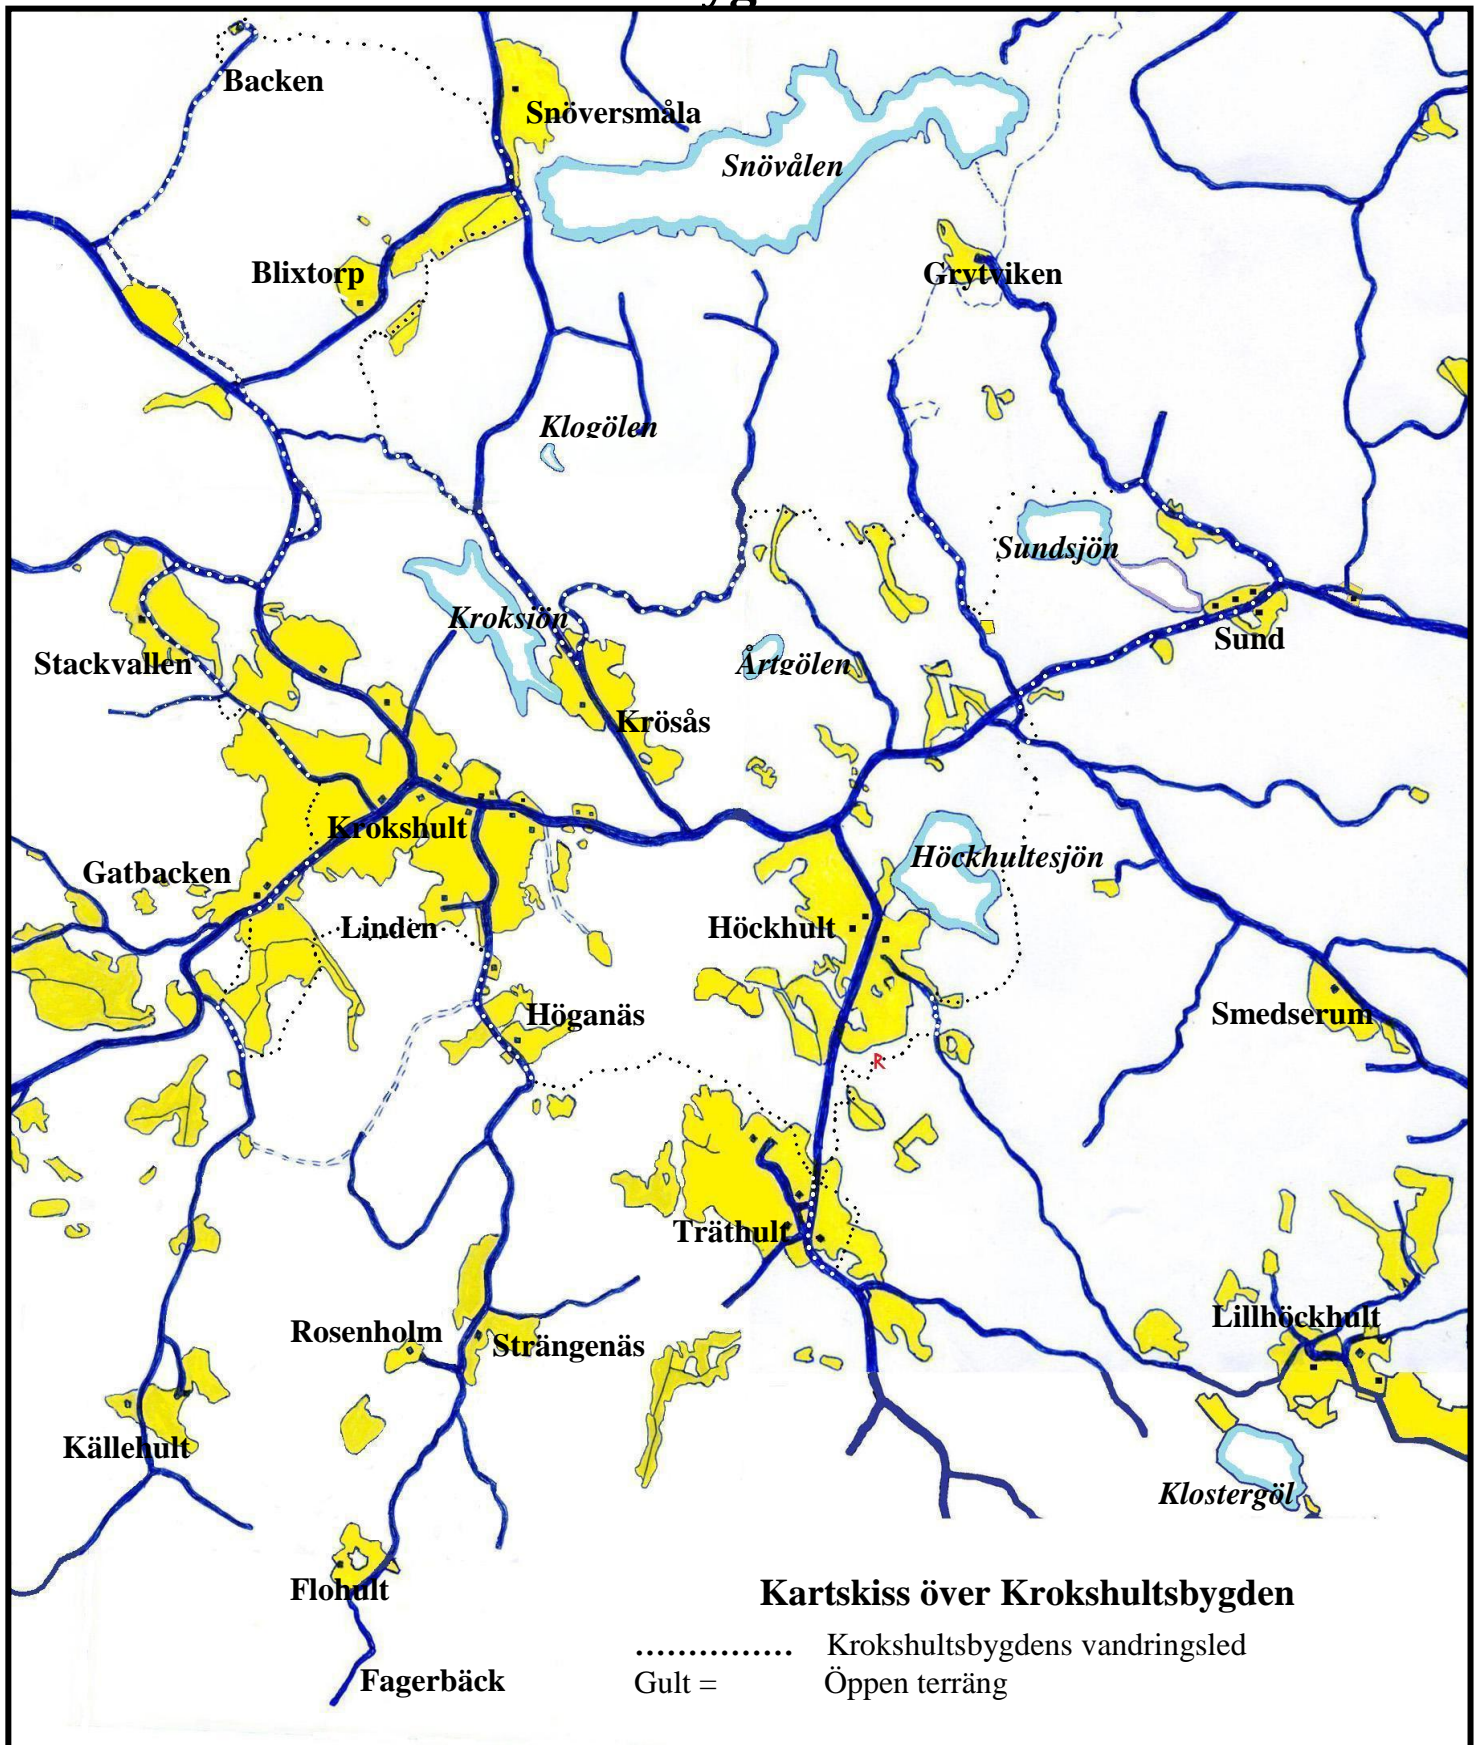 Backen
Snöversmåla
Snövålen
Blixtorp
Grytviken
Klogölen
Sundsjön
Kroksjön
Sund
Stackvallen
Årtgölen
Krösås
Krokshult
Höckhultesjön
Gatbacken
Linden
Höckhult
Höganäs
Smedserum
R
Träthult
Lillhöckhult
Rosenholm
Strängenäs
Källehult
Klostergöl
Flohult
Kartskiss över Krokshultsbygden
............... Krokshultsbygdens vandringsled
Fagerbäck
Gult = Öppen terräng